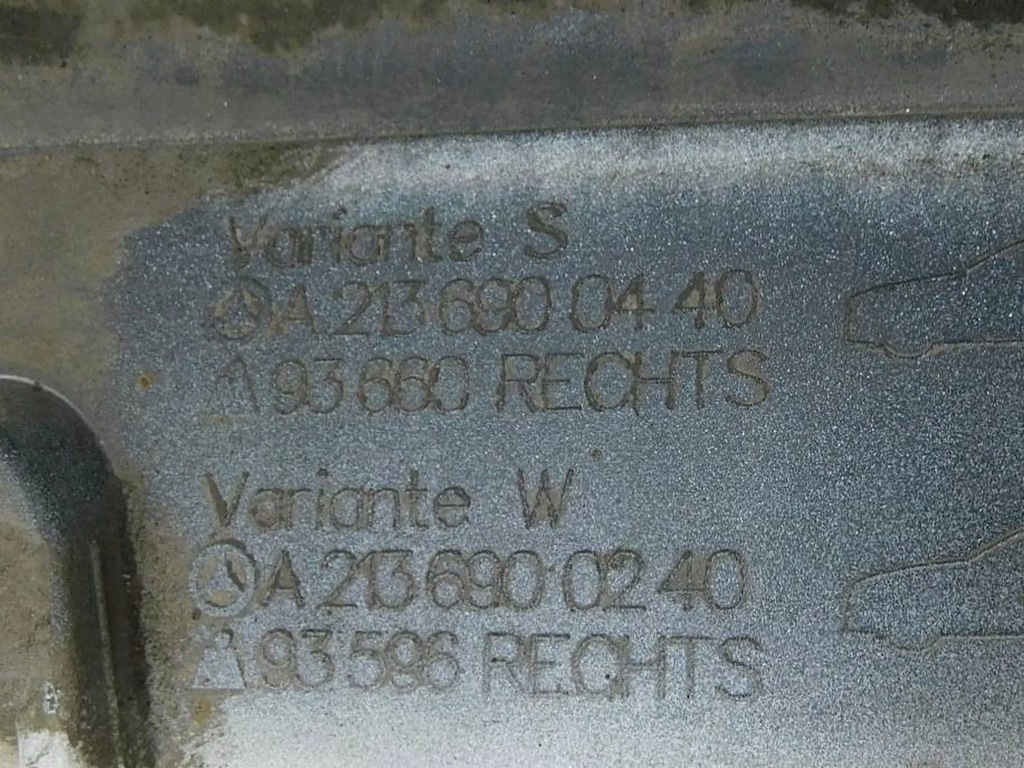 Variante S
A 213 690 04 40
93 660 RECHTS
Variante W
A 213 690 02 40
93 596 RECHTS